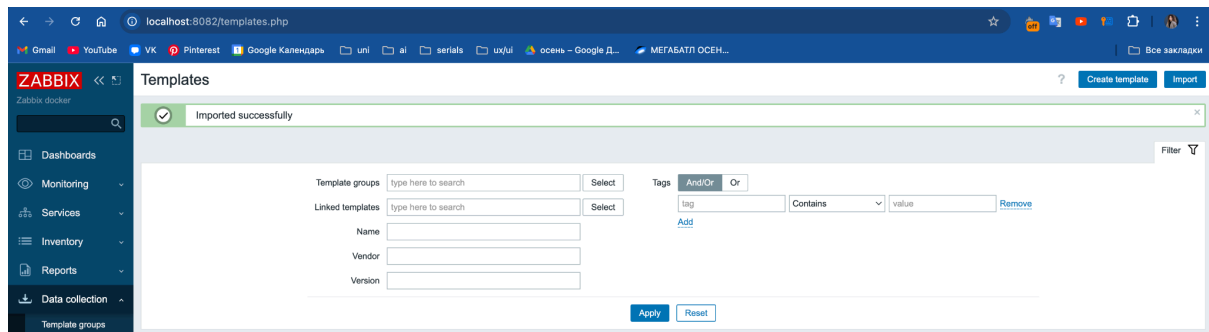 localhost:8082/templates.php
off
Gmail YouTube VK Pinterest Google Календарь uni ai serials ux/ui осень – Google Д... МЕГАБАТЛ ОСЕН... Все закладки
ZABBIX
Zabbix docker
Templates
? Create template Import
Imported successfully
Filter
Dashboards
Monitoring
Services
Inventory
Reports
Data collection
Template groups
Template groups type here to search Select
Linked templates type here to search Select
Name
Vendor
Version
Tags And/Or Or
tag Contains value Remove
Add
Apply Reset